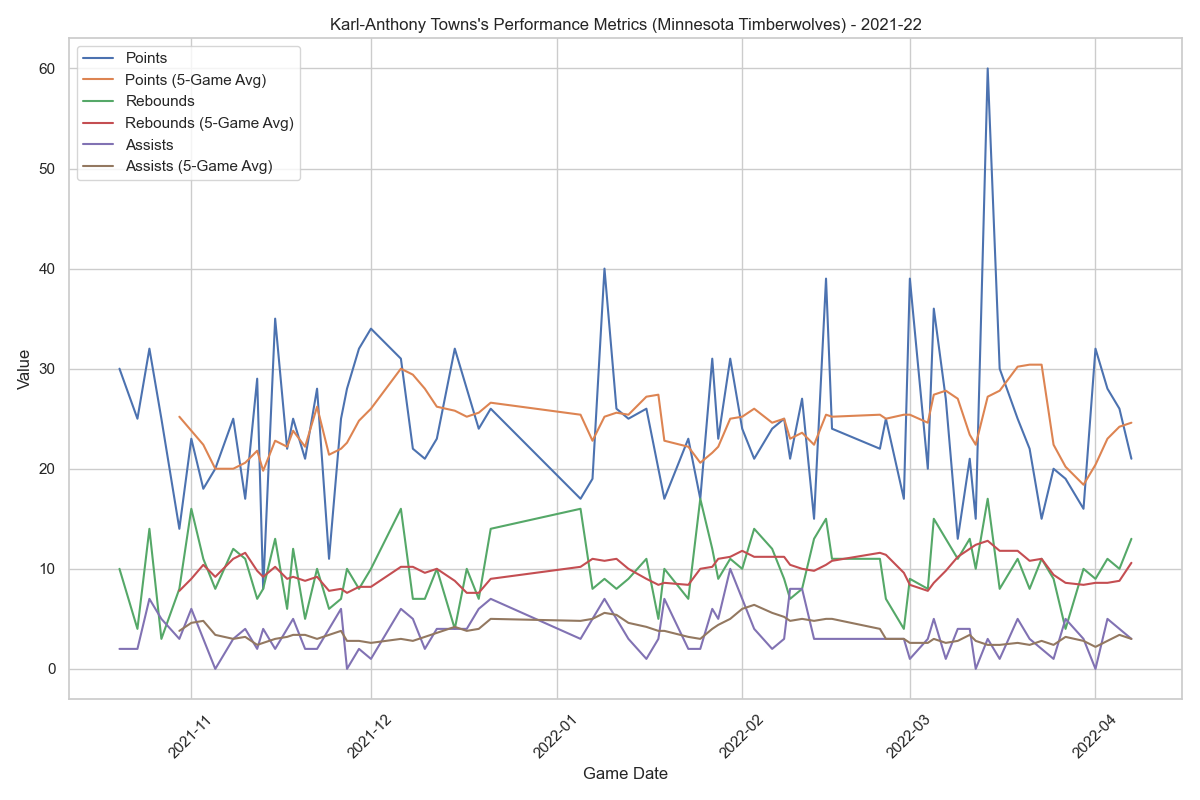 Karl-Anthony Towns's Performance Metrics (Minnesota Timberwolves) - 2021-22
Points
Points (5-Game Avg)
Rebounds
Rebounds (5-Game Avg)
Assists
Assists (5-Game Avg)
60
50
40
30
20
10
0
Value
2021-11
2021-12
2022-01
2022-02
2022-03
2022-04
Game Date